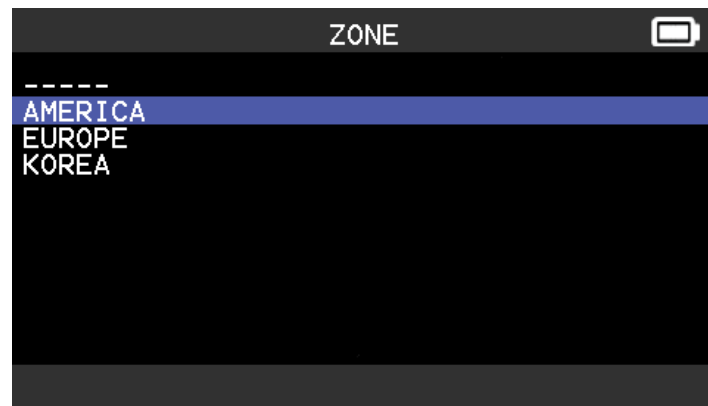 ZONE
-----
AMERICA
EUROPE
KOREA